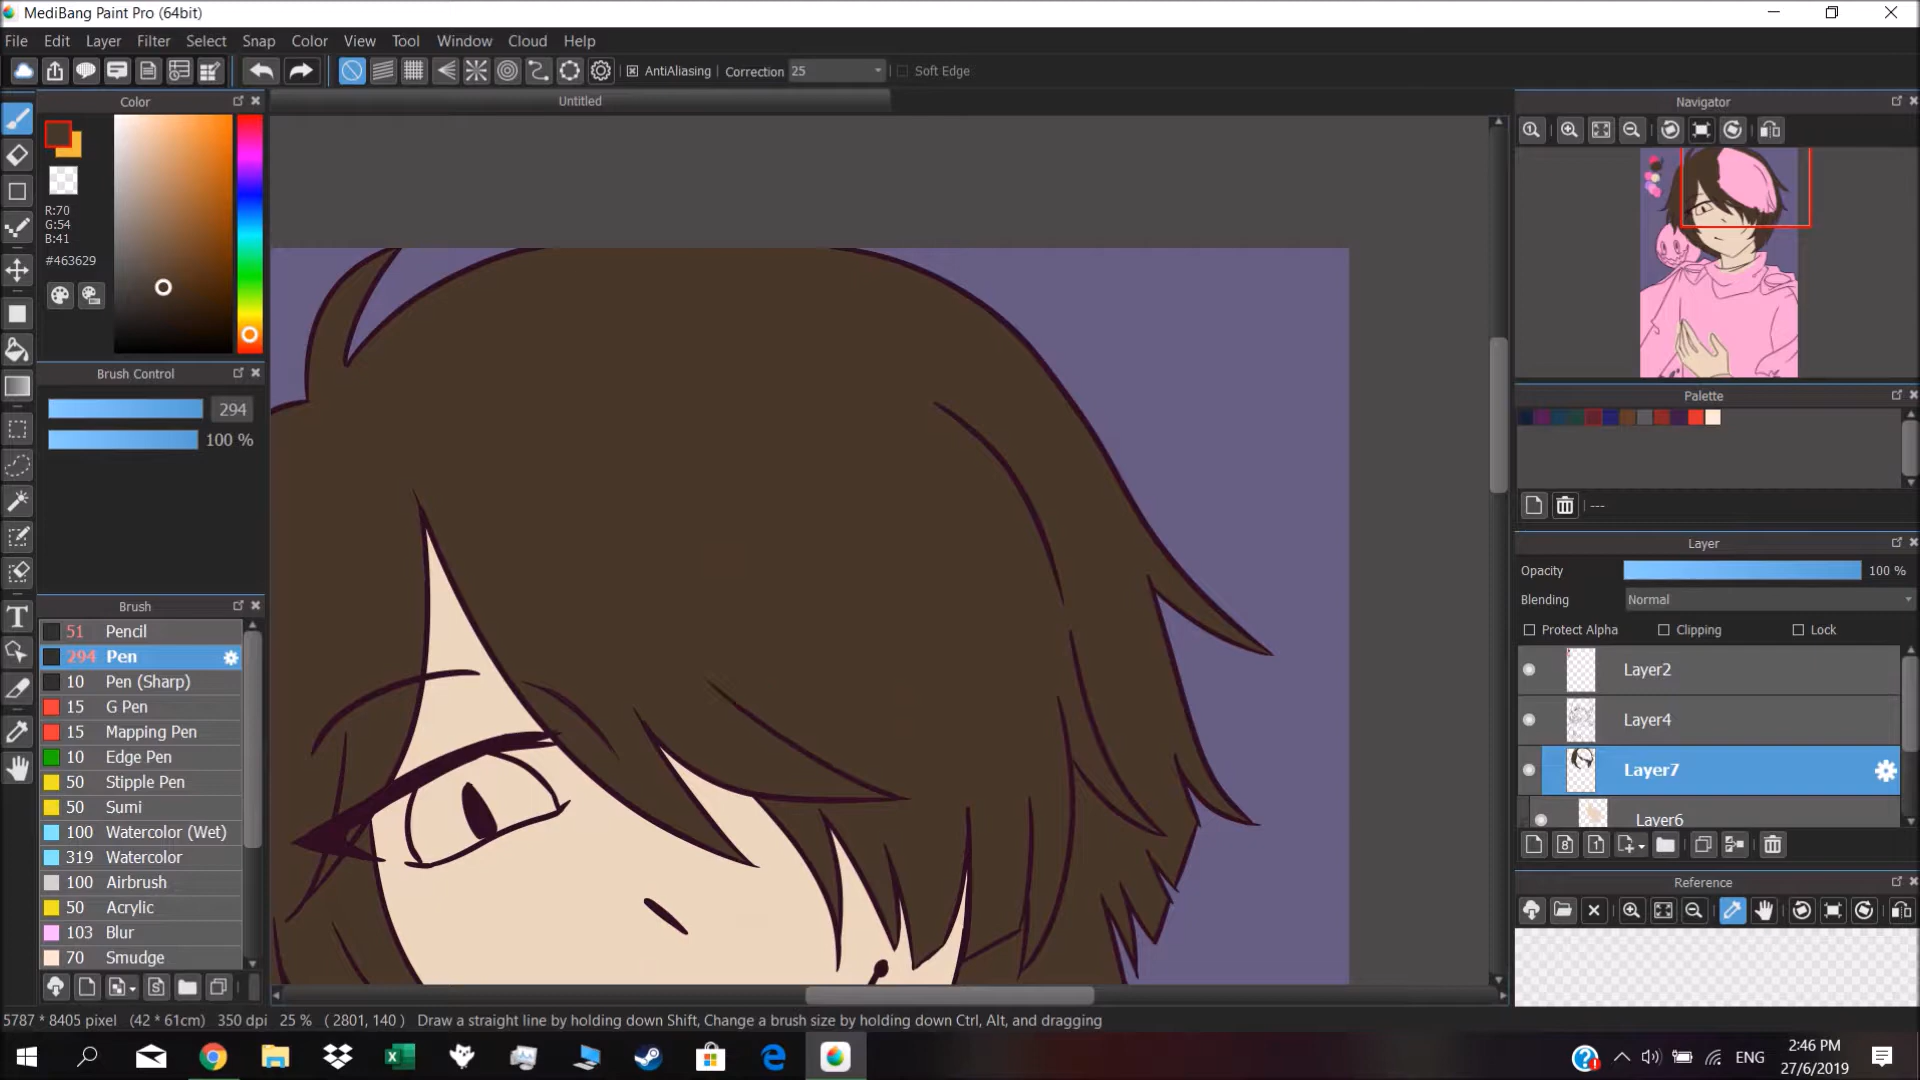 MediBang Paint Pro (64bit)
File Edit Layer Filter Select Snap Color View Tool Window Cloud Help
AntiAliasing Correction 25 Soft Edge
Color
Untitled
Navigator
R:70
G:54
B:41
#463629
Brush Control
294
100 %
Palette
---
Layer
Opacity 100 %
Blending Normal
Protect Alpha Clipping Lock
Layer2
Layer4
Layer7
Layer6
Brush
51 Pencil
294 Pen
10 Pen (Sharp)
15 G Pen
15 Mapping Pen
10 Edge Pen
50 Stipple Pen
50 Sumi
100 Watercolor (Wet)
319 Watercolor
100 Airbrush
50 Acrylic
103 Blur
70 Smudge
Reference
5787 * 8405 pixel (42 * 61cm) 350 dpi 25 % ( 2801, 140 ) Draw a straight line by holding down Shift, Change a brush size by holding down Ctrl, Alt, and dragging
ENG
2:46 PM
27/6/2019